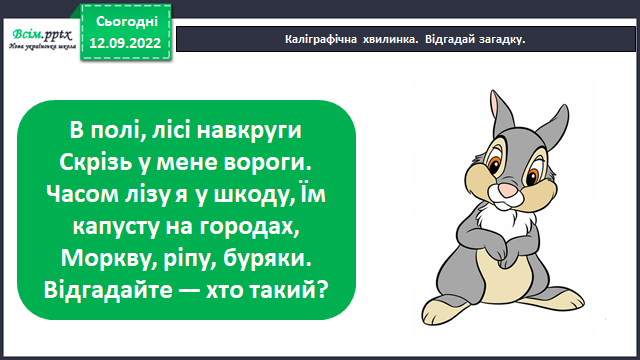 Всім.pptx
Нова українська школа
Сьогодні
12.09.2022
Каліграфічна хвилинка. Відгадай загадку.
В полі, лісі навкруги
Скрізь у мене вороги.
Часом лізу я у шкоду, Їм
капусту на городах,
Моркву, ріпу, буряки.
Відгадайте — хто такий?